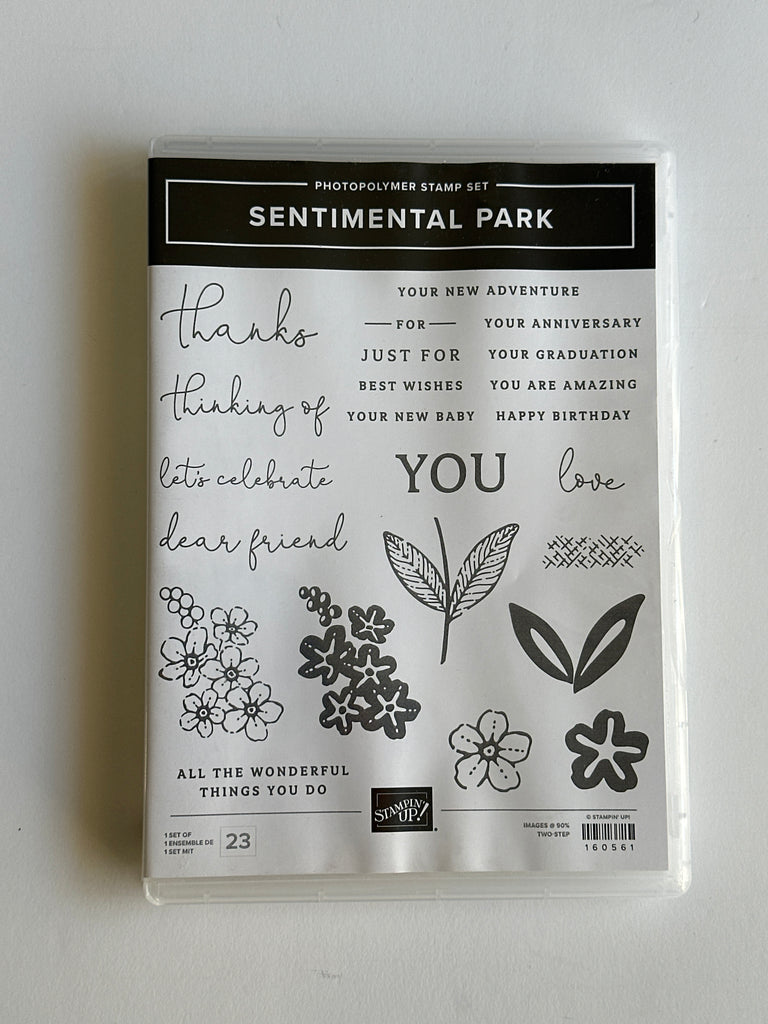 PHOTOPOLYMER STAMP SET
SENTIMENTAL PARK
thanks
YOUR NEW ADVENTURE
FOR
YOUR ANNIVERSARY
JUST FOR
YOUR GRADUATION
thinking of
BEST WISHES
YOU ARE AMAZING
YOUR NEW BABY
HAPPY BIRTHDAY
let's celebrate
YOU
love
dear friend
ALL THE WONDERFUL
THINGS YOU DO
STAMPIN'
UP!
1 SET OF
1 ENSEMBLE DE
1 SET MIT
23
IMAGES @ 90%
TWO-STEP
© STAMPIN' UP!
160561